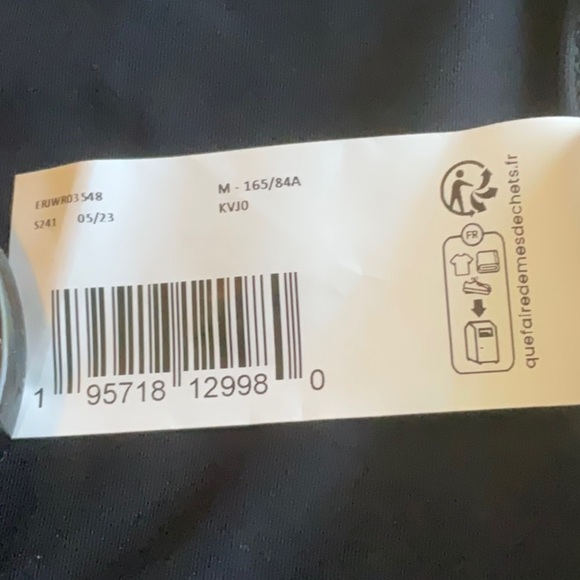 ERJWR03548
S241 05/23
M - 165/84A
KVJ0
1 95718 12998 0
FR
quefairedemesdechets.fr